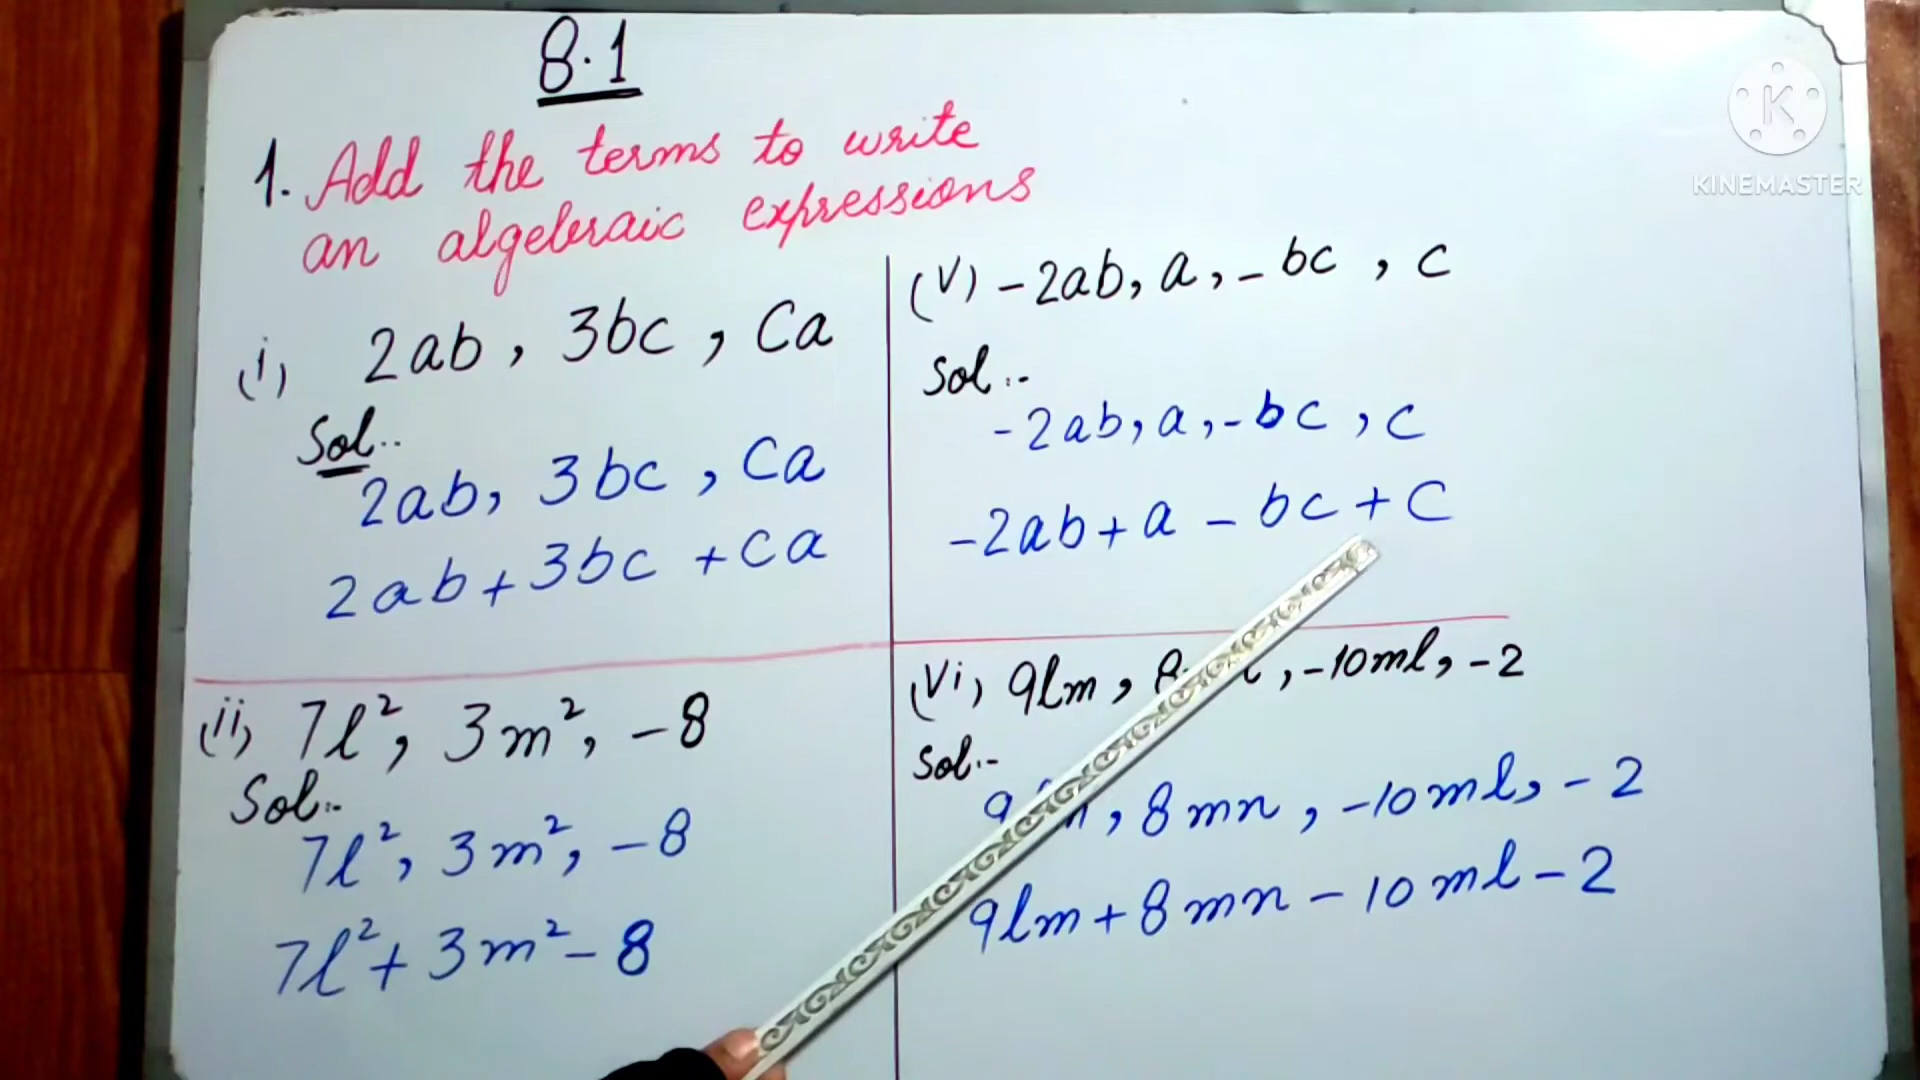 8.1
1. Add the terms to write
an algebraic expressions
(i) 2ab, 3bc, Ca
Sol:-
2ab, 3bc, Ca
2ab+3bc+Ca
(ii) 7l², 3m², -8
Sol:-
7l², 3m², -8
7l²+3m²-8
(V) -2ab, a, -bc, c
Sol:-
-2ab, a, -bc, c
-2ab+a-bc+C
(Vi) 9lm, 8, -10ml, -2
Sol:-
9, 8mn, -10ml, -2
9lm+8mn-10ml-2
K
KINEMASTER